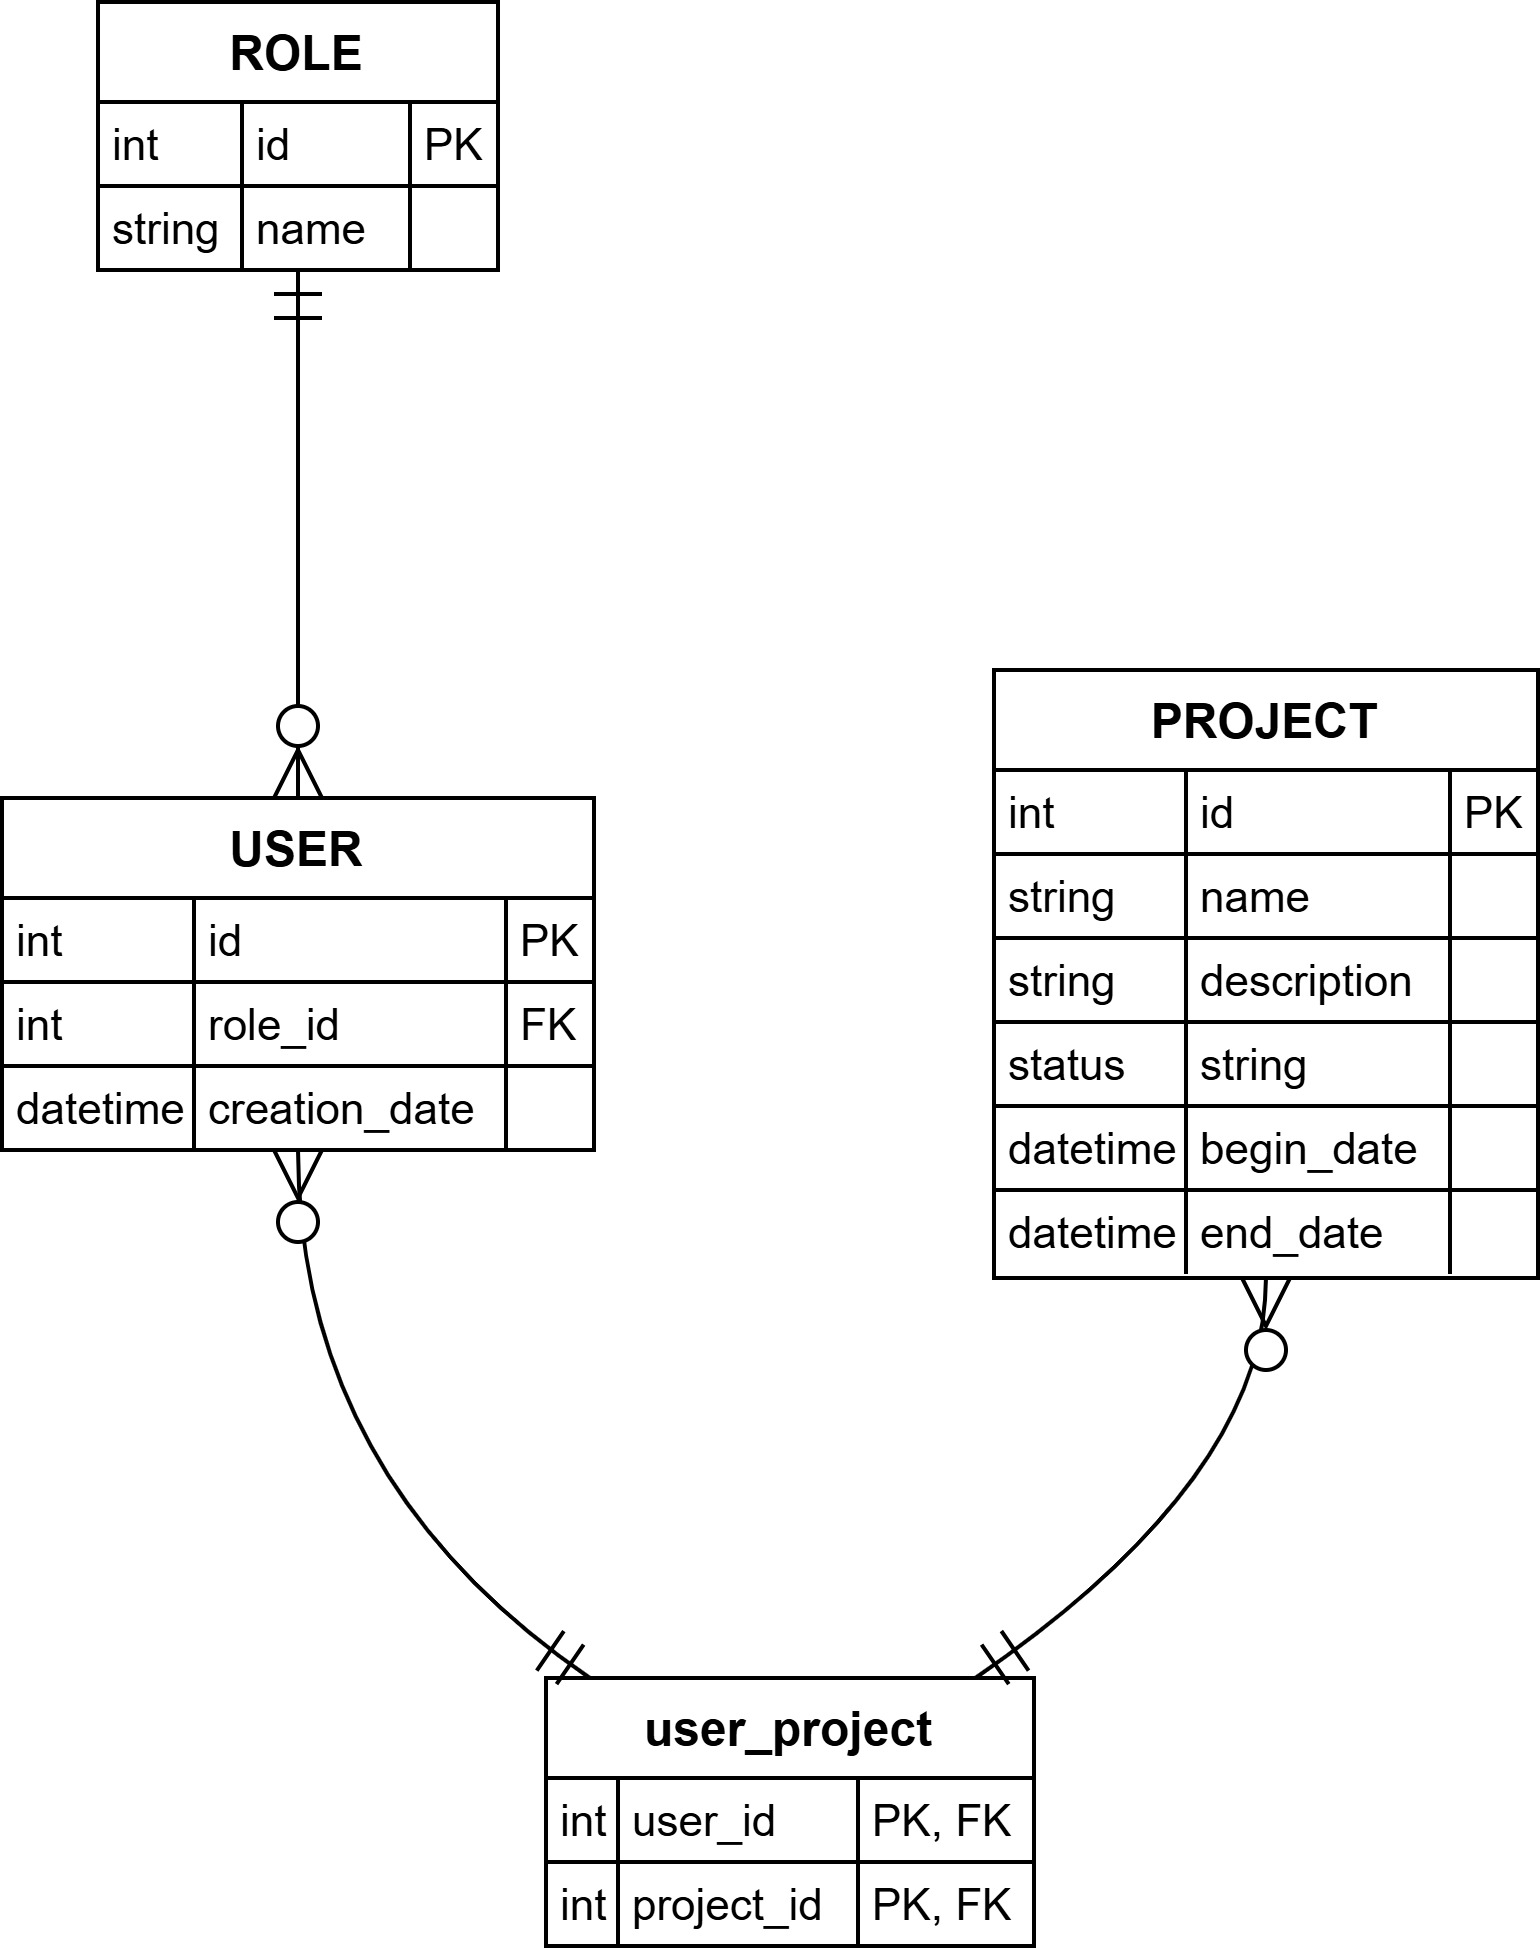 ROLE
int id PK
string name
USER
int id PK
int role_id FK
datetime creation_date
PROJECT
int id PK
string name
string description
status string
datetime begin_date
datetime end_date
user_project
int user_id PK, FK
int project_id PK, FK